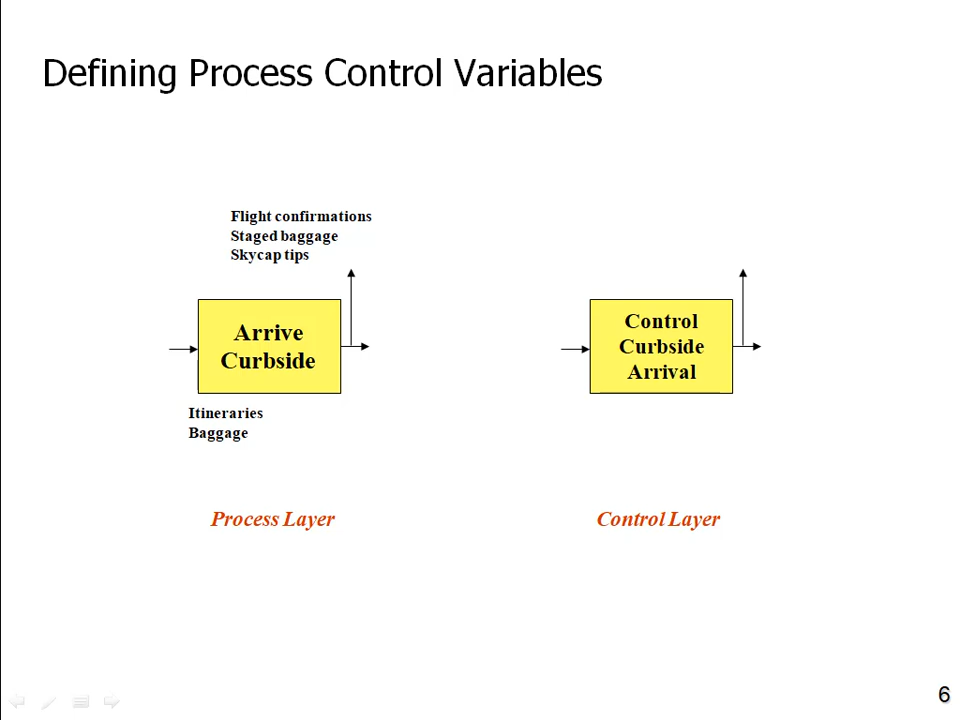 Defining Process Control Variables
Flight confirmations
Staged baggage
Skycap tips
Arrive
Curbside
Itineraries
Baggage
Process Layer
Control
Curbside
Arrival
Control Layer
6